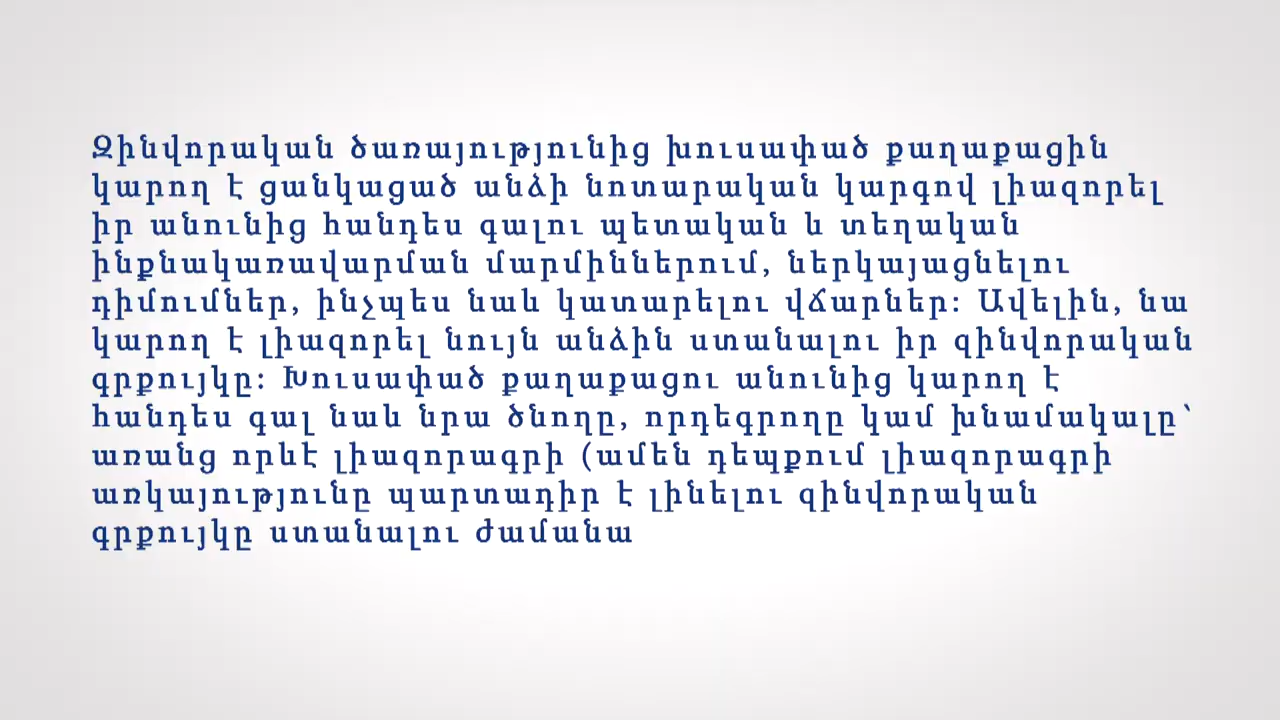 Զինվորական ծառայությունից խուսափած քաղաքացին
կարող է ցանկացած անձի նոտարական կարգով լիազորել
իր անունից հանդես գալու պետական և տեղական
ինքնակառավարման մարմիններում, ներկայացնելու
դիմումներ, ինչպես նաև կատարելու վճարներ: Ավելին, նա
կարող է լիազորել նույն անձին ստանալու իր զինվորական
գրքույկը: Խուսափած քաղաքացու անունից կարող է
հանդես գալ նաև նրա ծնողը, որդեգրողը կամ խնամակալը՝
առանց որևէ լիազորագրի (ամեն դեպքում լիազորագրի
առկայությունը պարտադիր է լինելու զինվորական
գրքույկը ստանալու ժամանա